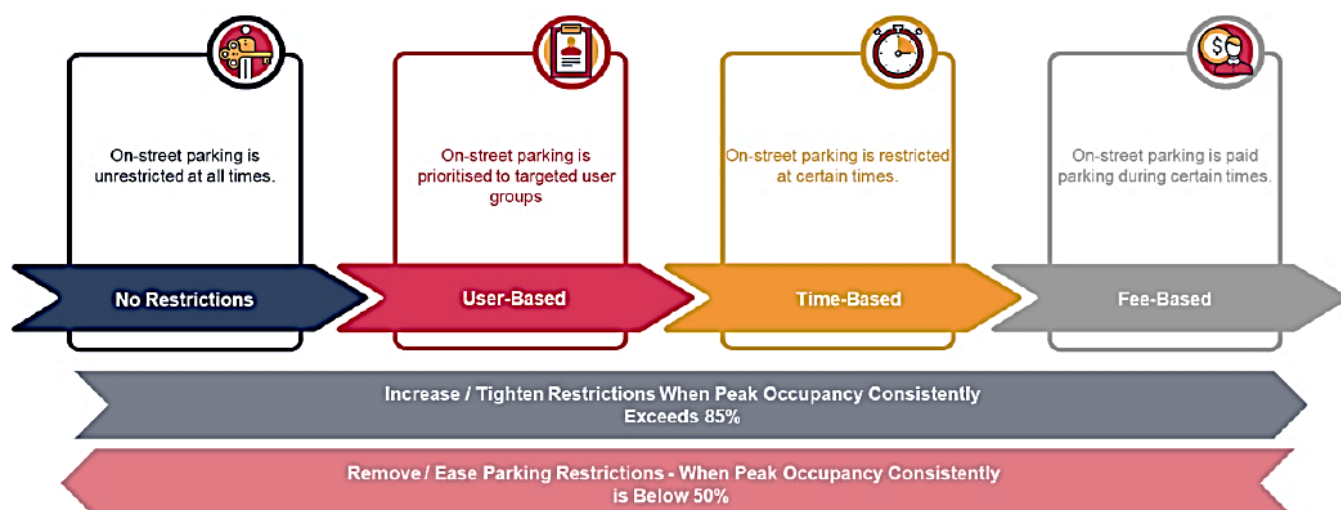 On-street parking is
unrestricted at all times.
On-street parking is
prioritised to targeted user
groups
On-street parking is restricted
at certain times.
On-street parking is paid
parking during certain times.
No Restrictions
User-Based
Time-Based
Fee-Based
Increase / Tighten Restrictions When Peak Occupancy Consistently
Exceeds 85%
Remove / Ease Parking Restrictions - When Peak Occupancy Consistently
is Below 50%